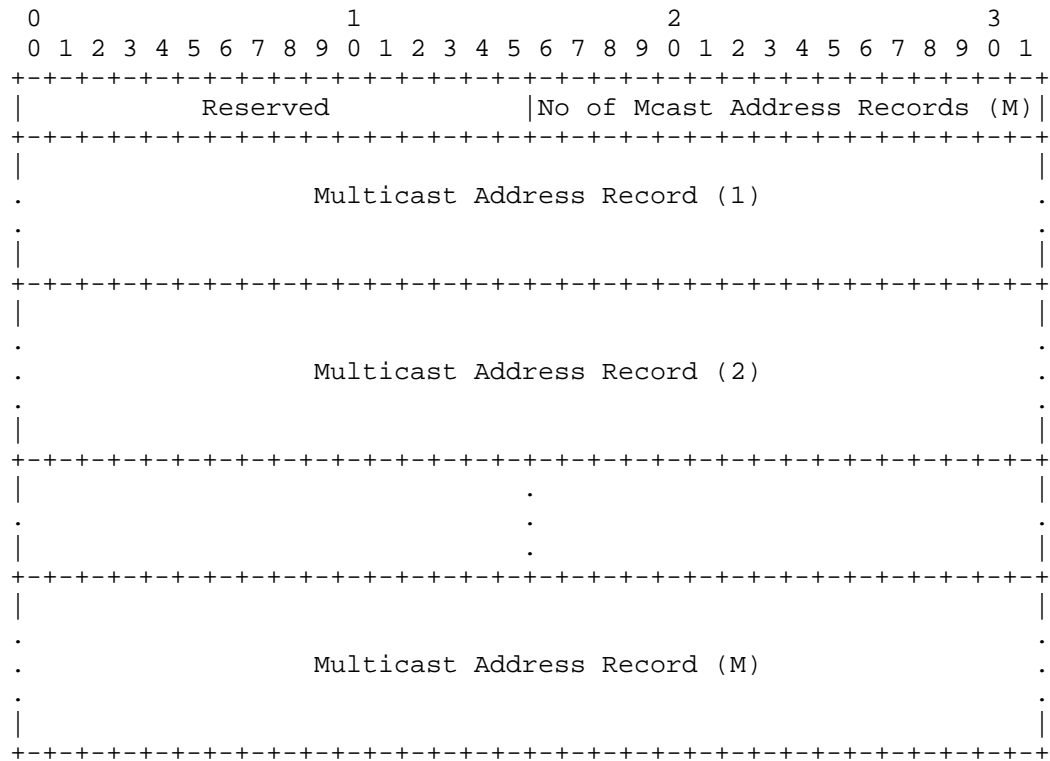 0                   1                   2                   3
 0 1 2 3 4 5 6 7 8 9 0 1 2 3 4 5 6 7 8 9 0 1 2 3 4 5 6 7 8 9 0 1
+-+-+-+-+-+-+-+-+-+-+-+-+-+-+-+-+-+-+-+-+-+-+-+-+-+-+-+-+-+-+-+-+
|           Reserved            |No of Mcast Address Records (M)|
+-+-+-+-+-+-+-+-+-+-+-+-+-+-+-+-+-+-+-+-+-+-+-+-+-+-+-+-+-+-+-+-+
|                                                               |
.                  Multicast Address Record (1)                 .
.                                                               .
|                                                               |
+-+-+-+-+-+-+-+-+-+-+-+-+-+-+-+-+-+-+-+-+-+-+-+-+-+-+-+-+-+-+-+-+
|                                                               |
.                                                               .
.                  Multicast Address Record (2)                 .
.                                                               .
|                                                               |
+-+-+-+-+-+-+-+-+-+-+-+-+-+-+-+-+-+-+-+-+-+-+-+-+-+-+-+-+-+-+-+-+
|                               .                               |
.                               .                               .
|                               .                               |
+-+-+-+-+-+-+-+-+-+-+-+-+-+-+-+-+-+-+-+-+-+-+-+-+-+-+-+-+-+-+-+-+
|                                                               |
.                                                               .
.                  Multicast Address Record (M)                 .
.                                                               .
|                                                               |
+-+-+-+-+-+-+-+-+-+-+-+-+-+-+-+-+-+-+-+-+-+-+-+-+-+-+-+-+-+-+-+-+